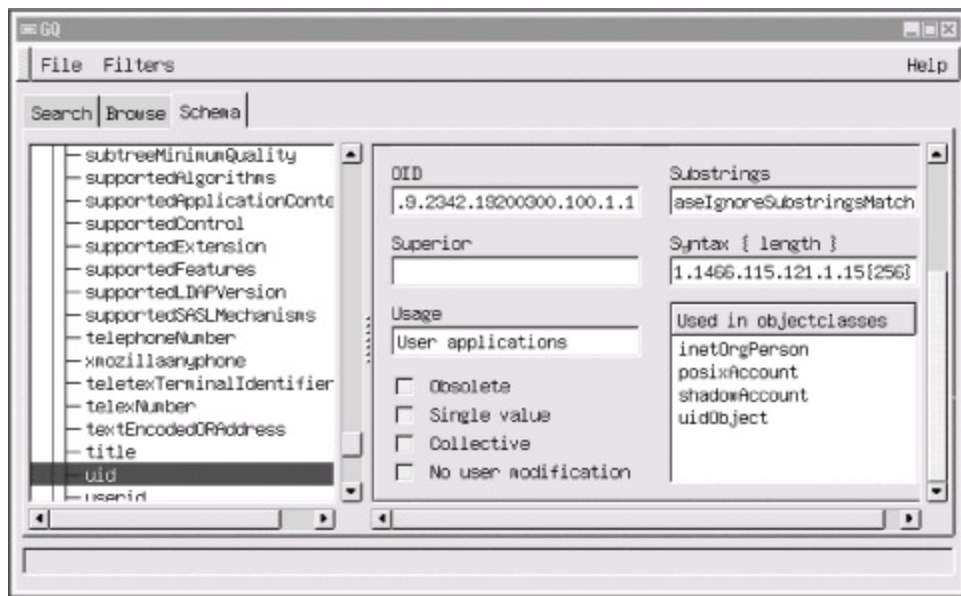 GQ
File Filters Help
Search Browse Schema
subtreeMinimumQuality
supportedAlgorithms
supportedApplicationConte
supportedControl
supportedExtension
supportedFeatures
supportedLDAPVersion
supportedSASLMechanisms
telephoneNumber
xmozillaanyphone
teletexTerminalIdentifier
telexNumber
textEncodedORAddress
title
uid
userid
OID
.9.2342.19200300.100.1.1
Superior
Usage
User applications
Obsolete
Single value
Collective
No user modification
Substrings
aseIgnoreSubstringsMatch
Syntax { length }
1.1466.115.121.1.15{256}
Used in objectclasses
inetOrgPerson
posixAccount
shadowAccount
uidObject